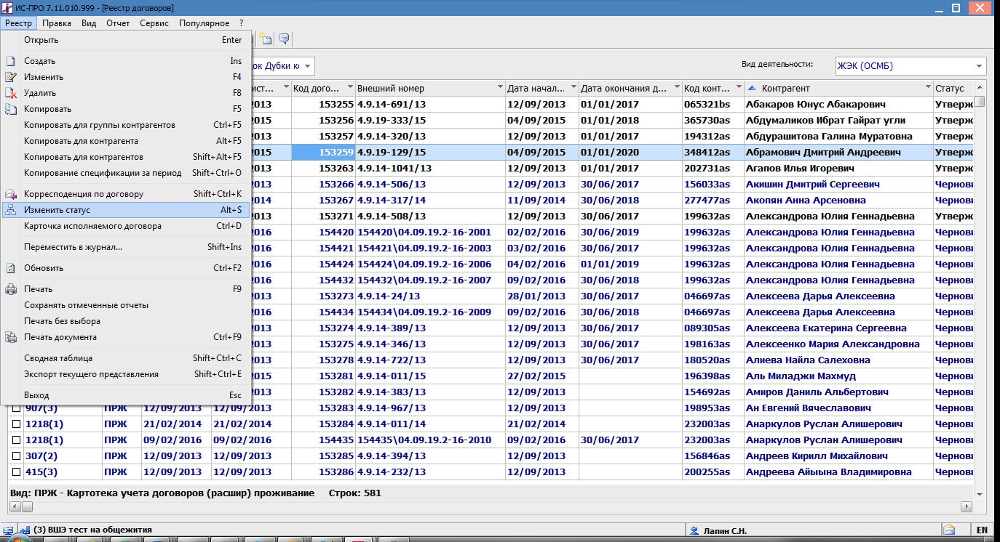 ИС-ПРО 7.11.010.999 - [Реестр договоров]
Реестр Правка Вид Отчет Сервис Популярное ?
Открыть Enter
Создать Ins
Изменить F4
Удалить F8
Копировать F5
Копировать для группы контрагентов Ctrl+F5
Копировать для контрагента Alt+F5
Копировать для контрагентов Shift+Alt+F5
Копирование спецификации за период Shift+Ctrl+O
Корресподенция по договору Shift+Ctrl+K
Изменить статус Alt+S
Карточка исполняемого договора Ctrl+D
Переместить в журнал... Shift+Ins
Обновить Ctrl+F2
Печать F9
Сохранять отмеченные отчеты
Печать без выбора
Печать документа Ctrl+F9
Сводная таблица Shift+Ctrl+C
Экспорт текущего представления Shift+Ctrl+E
Выход Esc
ок Дубки к Вид деятельности: ЖЭК (ОСМБ)
ист... Код дого... Внешний номер Дата начал... Дата окончания д... Код конт... Контрагент Статус
2013 153255 4.9.14-691/13 12/09/2013 01/01/2017 065321bs Абакаров Юнус Абакарович Утверж
2015 153256 4.9.19-333/15 04/09/2015 01/01/2018 365730as Абдумаликов Ибрат Гайрат угли Утверж
2013 153257 4.9.14-320/13 12/09/2013 01/01/2017 194312as Абдурашитова Галина Муратовна Утверж
2015 153259 4.9.19-129/15 04/09/2015 01/01/2020 348412as Абрамович Дмитрий Андреевич Утверж
2013 153263 4.9.14-1041/13 12/09/2013 01/01/2017 202731as Агапов Илья Игоревич Утверж
2013 153266 4.9.14-506/13 12/09/2013 30/06/2017 156033as Акишин Дмитрий Сергеевич Чернови
2014 153267 4.9.14-317/14 11/09/2014 30/06/2018 277477as Акопян Анна Арсеновна Чернови
2013 153271 4.9.14-508/13 12/09/2013 30/06/2017 199632as Александрова Юлия Геннадьевна Утверж
2016 154420 154420\04.09.19.2-16-2001 02/02/2016 30/06/2019 199632as Александрова Юлия Геннадьевна Чернови
2016 154421 154421\04.09.19.2-16-2003 03/02/2016 30/06/2017 199632as Александрова Юлия Геннадьевна Чернови
2016 154424 154424\04.09.19.2-16-2006 04/02/2016 01/01/2019 199632as Александрова Юлия Геннадьевна Чернови
2016 154432 154432\04.09.19.2-16-2007 09/02/2016 30/06/2018 199632as Александрова Юлия Геннадьевна Чернови
2013 153273 4.9.14-24/13 28/01/2013 30/06/2017 046697as Алексеева Дарья Алексеевна Чернови
2016 154434 154434\04.09.19.2-16-2009 09/02/2016 30/06/2018 046697as Алексеева Дарья Алексеевна Чернови
2013 153274 4.9.14-389/13 12/09/2013 30/06/2017 089305as Алексеева Екатерина Сергеевна Чернови
2013 153275 4.9.14-346/13 12/09/2013 30/06/2017 198163as Алексеенко Мария Александровна Чернови
2013 153278 4.9.14-722/13 12/09/2013 30/06/2017 180520as Алиева Найла Салеховна Чернови
2015 153281 4.9.14-011/15 27/02/2015 196398as Аль Миладжи Махмуд Чернови
2013 153282 4.9.14-383/13 12/09/2013 154692as Амиров Даниль Альбертович Чернови
907(3) ПРЖ 12/09/2013 12/09/2013 153283 4.9.14-967/13 12/09/2013 198953as Ан Евгений Вячеславович Чернови
1218(1) ПРЖ 21/02/2014 21/02/2014 153284 4.9.14-011/14 21/02/2014 232003as Анаркулов Руслан Алишерович Чернови
1218(1) ПРЖ 09/02/2016 09/02/2016 154435 154435\04.09.19.2-16-2010 09/02/2016 30/06/2017 232003as Анаркулов Руслан Алишерович Чернови
307(2) ПРЖ 12/09/2013 12/09/2013 153285 4.9.14-394/13 12/09/2013 156846as Андреев Кирилл Михайлович Чернови
415(3) ПРЖ 12/09/2013 12/09/2013 153286 4.9.14-232/13 12/09/2013 200255as Андреева Айыына Владимировна Чернови
Вид: ПРЖ - Картотека учета договоров (расшир) проживание Строк: 581
(3) ВШЭ тест на общежития Лапин С.Н. EN